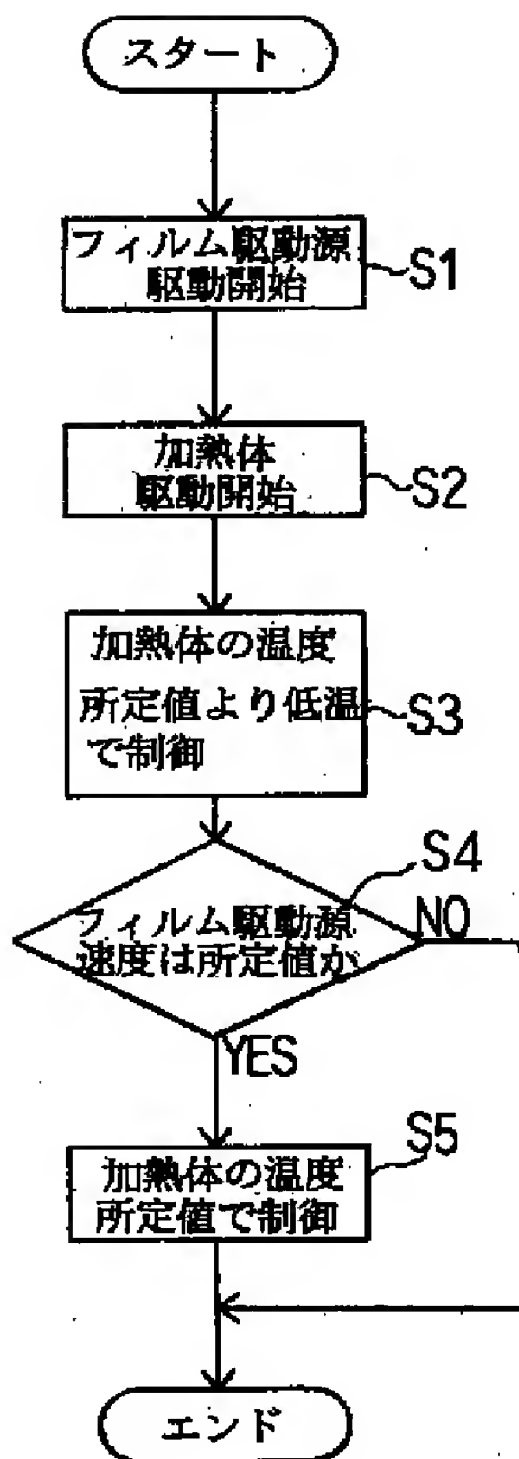 スタート
フィルム駆動源
駆動開始
S1
加熱体
駆動開始
S2
加熱体の温度
所定値より低温
で制御
S3
S4
フィルム駆動源
速度は所定値か
NO
YES
S5
加熱体の温度
所定値で制御
エンド